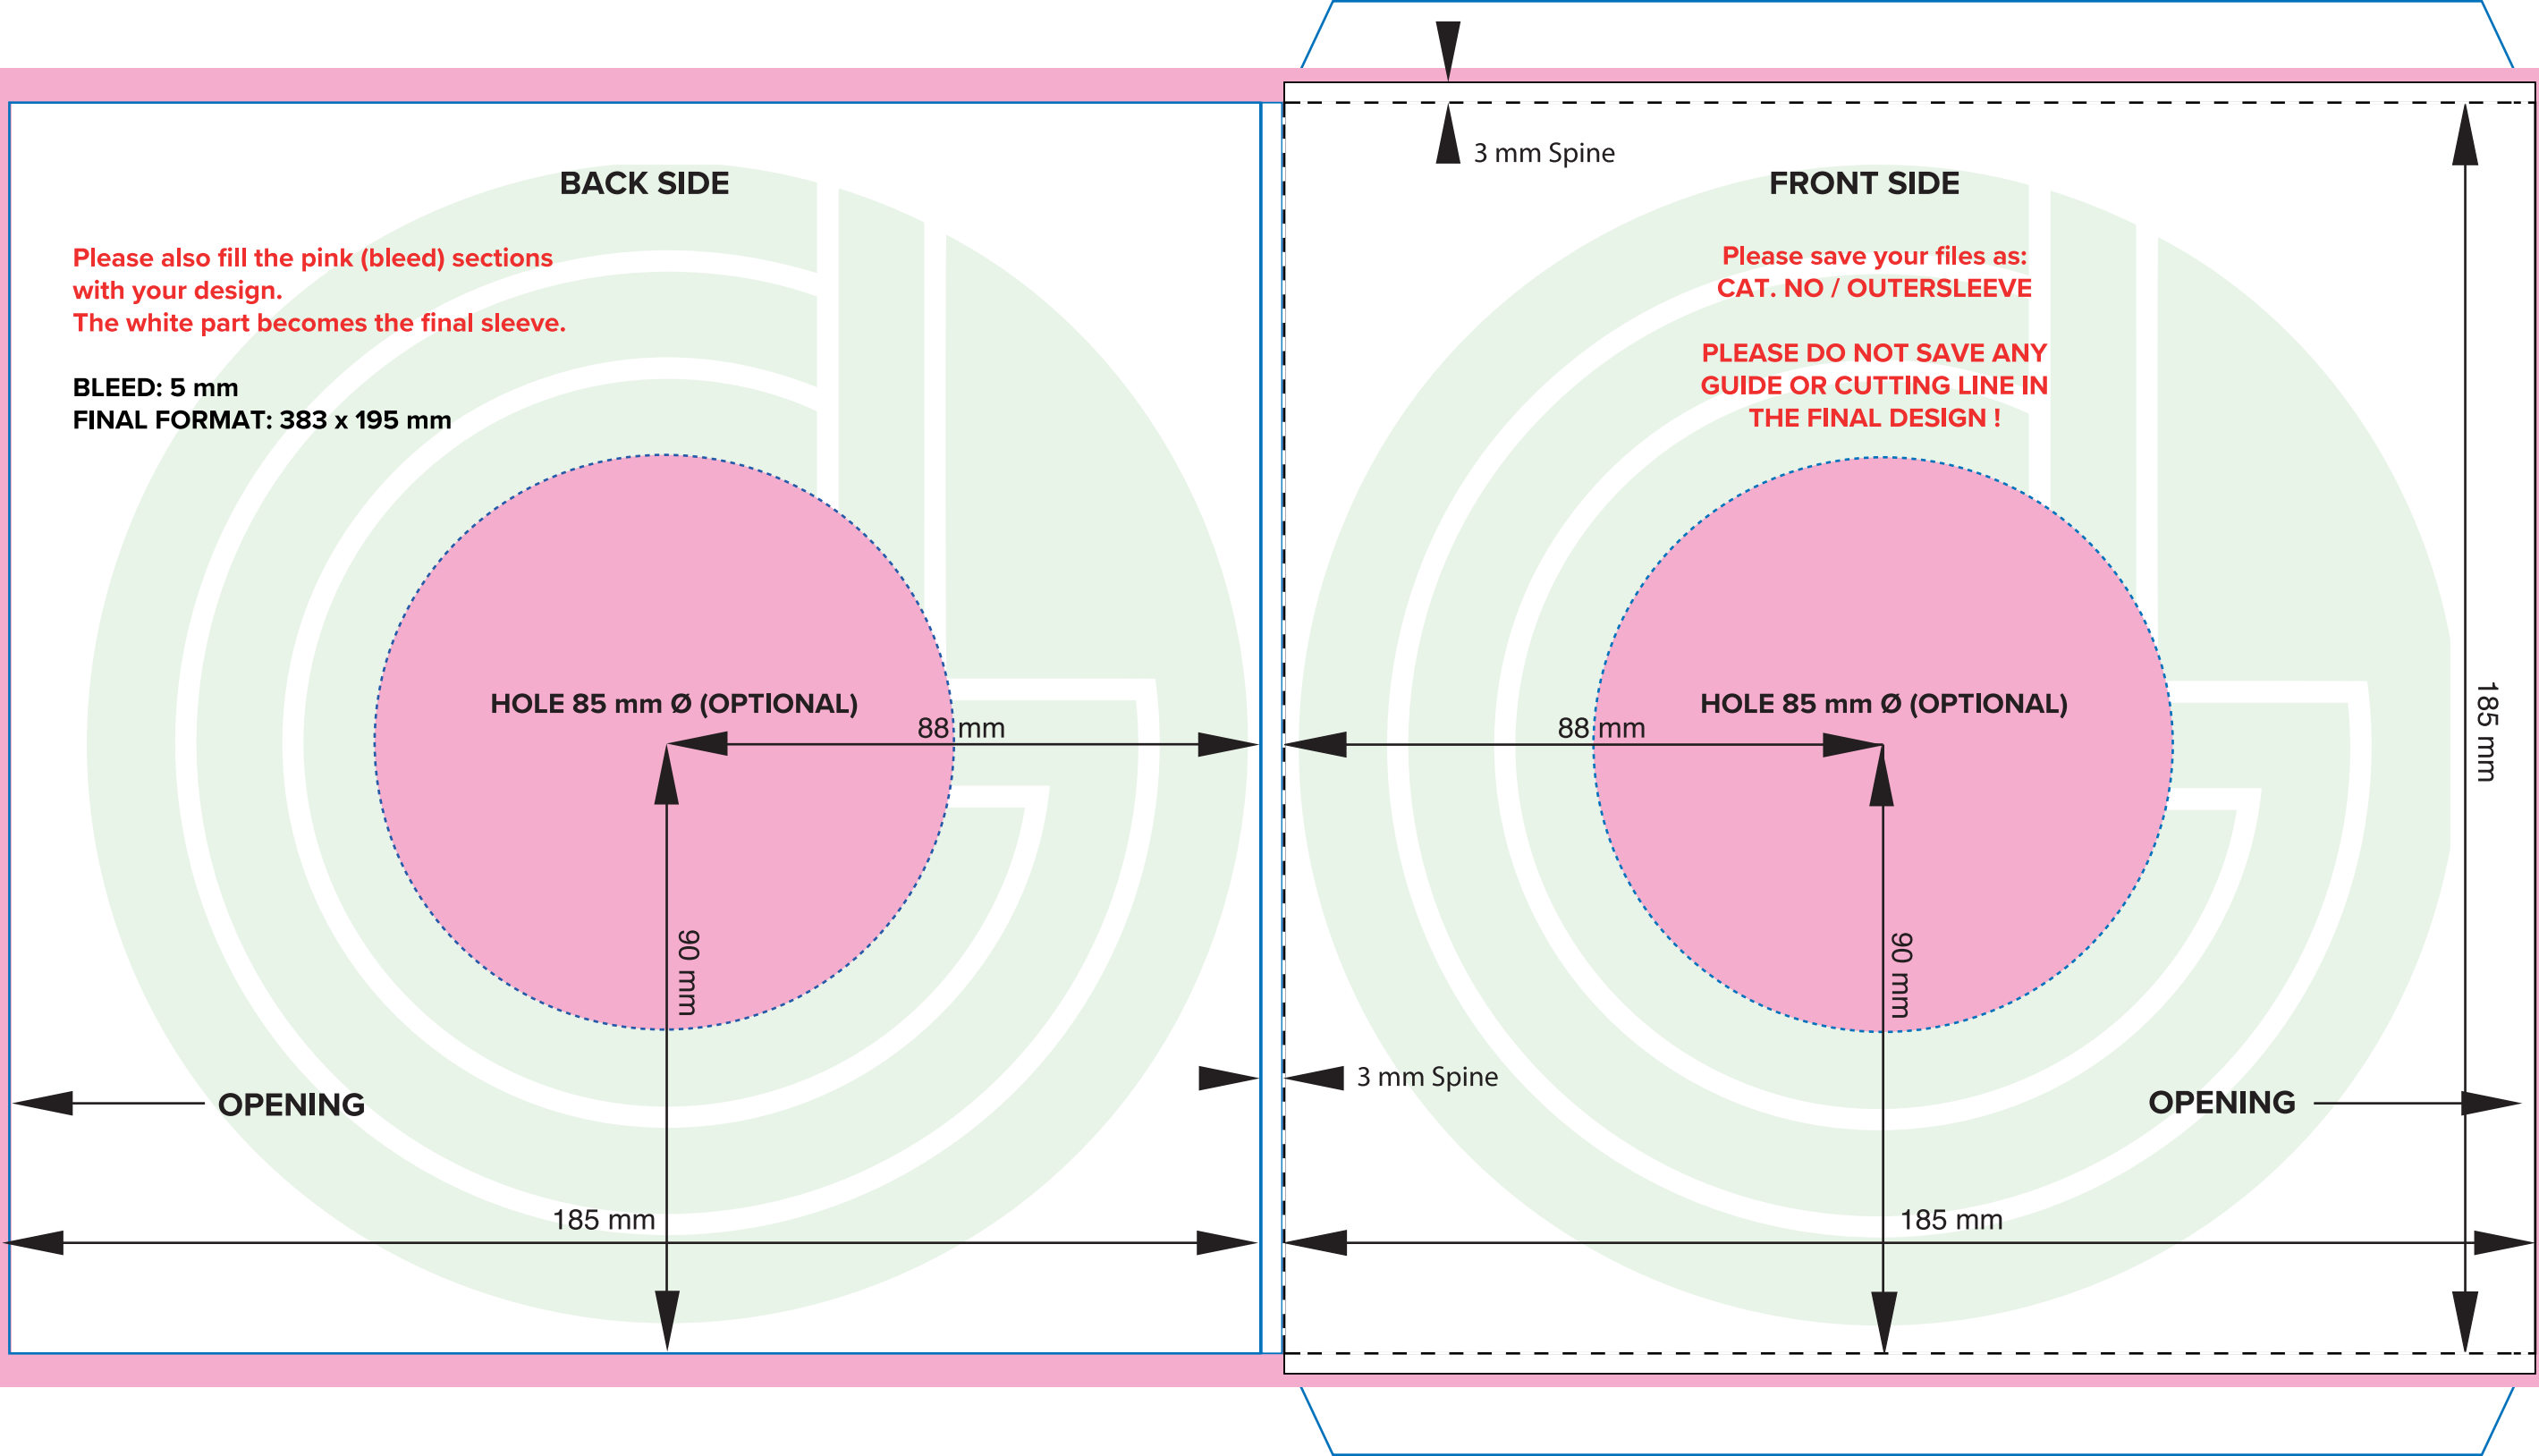 BACK SIDE
Please also fill the pink (bleed) sections
with your design.
The white part becomes the final sleeve.
BLEED: 5 mm
FINAL FORMAT: 383 x 195 mm
HOLE 85 mm Ø (OPTIONAL)
88 mm
90 mm
OPENING
185 mm
3 mm Spine
FRONT SIDE
Please save your files as:
CAT. NO / OUTERSLEEVE
PLEASE DO NOT SAVE ANY
GUIDE OR CUTTING LINE IN
THE FINAL DESIGN !
HOLE 85 mm Ø (OPTIONAL)
88 mm
185 mm
90 mm
3 mm Spine
OPENING
185 mm